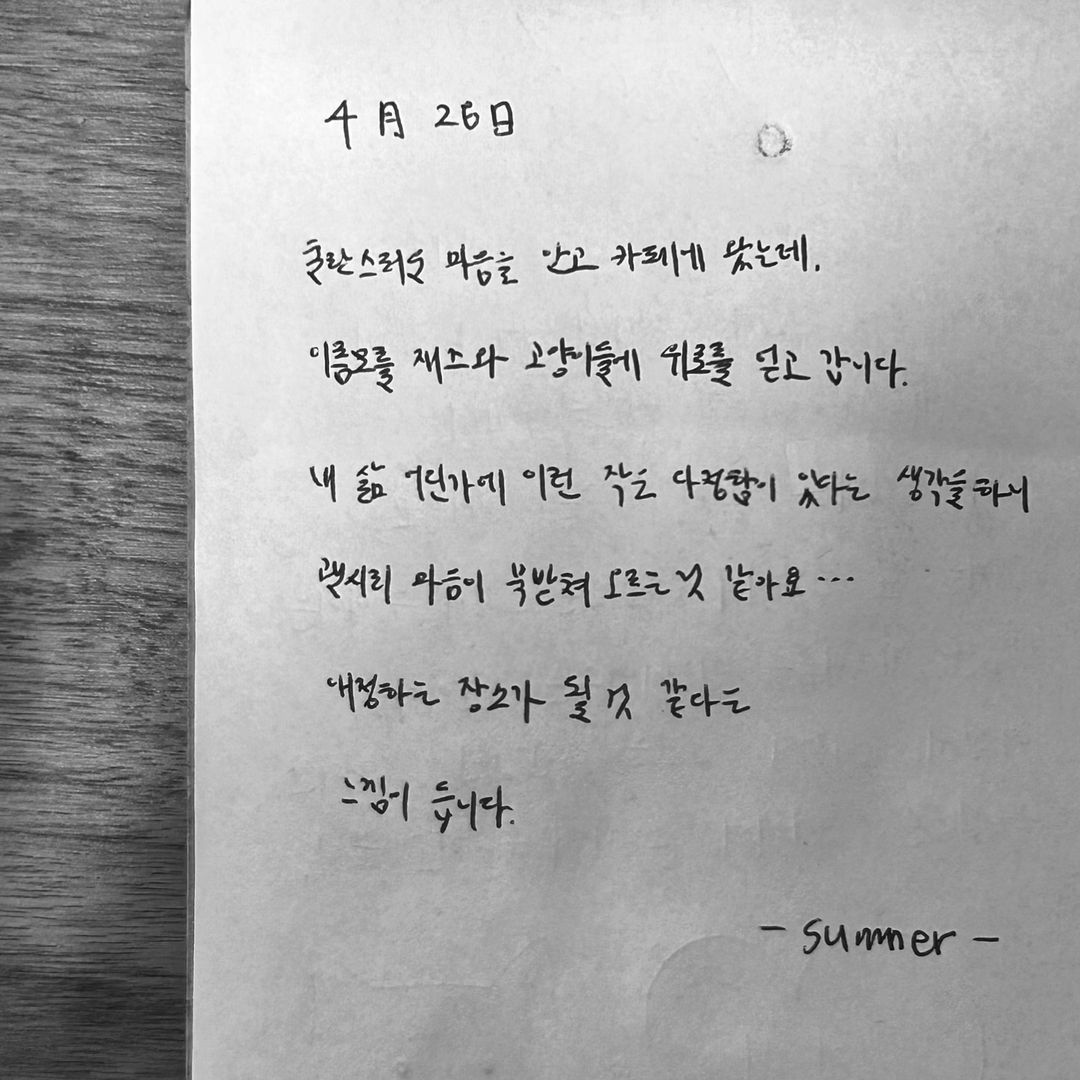 4月 26日
혼란스러운 마음을 안고 카페에 왔는데,
이름모를 재즈와 고양이들에 위로를 얻고 갑니다.
내 삶 어딘가에 이런 작은 다정함이 있다는 생각을 하니
괜시리 마음이 북받쳐 오르는 것 같아요...
애정하는 장소가 될 것 같다는
느낌이 듭니다.
- summer -